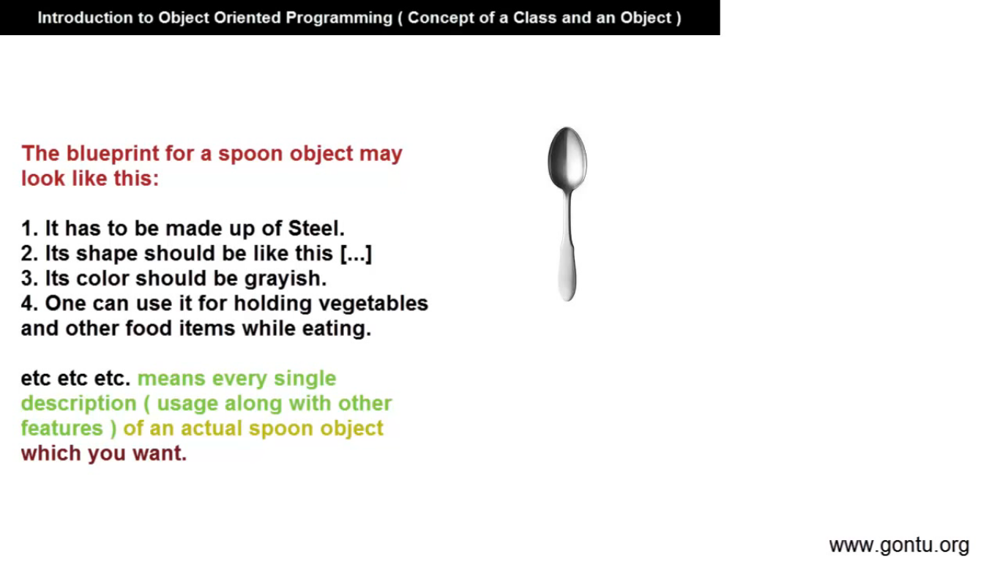 Introduction to Object Oriented Programming ( Concept of a Class and an Object )
The blueprint for a spoon object may
look like this:
1. It has to be made up of Steel.
2. Its shape should be like this [...]
3. Its color should be grayish.
4. One can use it for holding vegetables
and other food items while eating.
etc etc etc. means every single
description ( usage along with other
features ) of an actual spoon object
which you want.
www.gontu.org